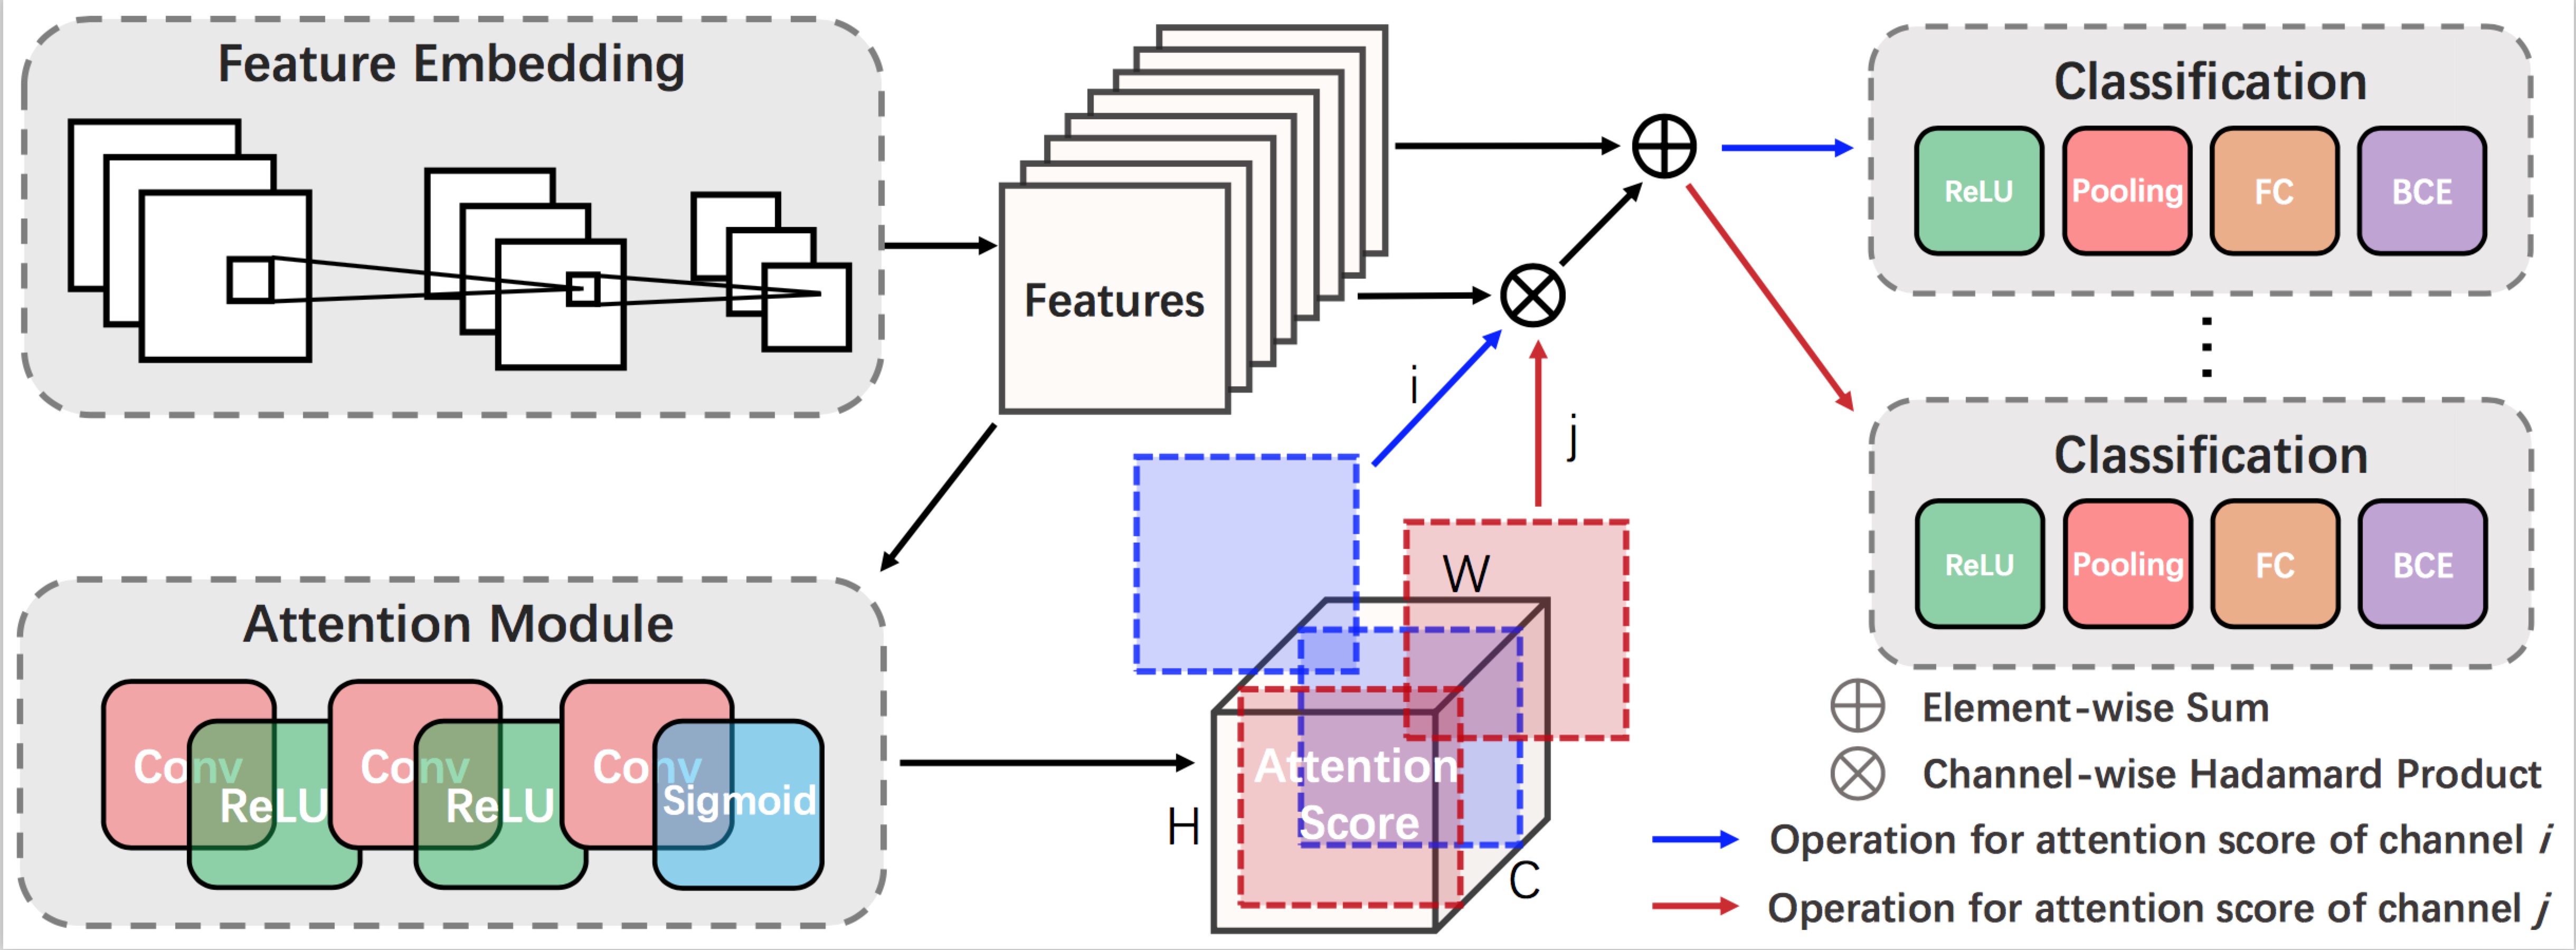 Feature Embedding
Features
Classification
ReLU Pooling FC BCE
i
j
Classification
ReLU Pooling FC BCE
Attention Module
Conv Conv Conv
ReLU ReLU Sigmoid
W
Attention
Score
H
C
Element-wise Sum
Channel-wise Hadamard Product
Operation for attention score of channel i
Operation for attention score of channel j